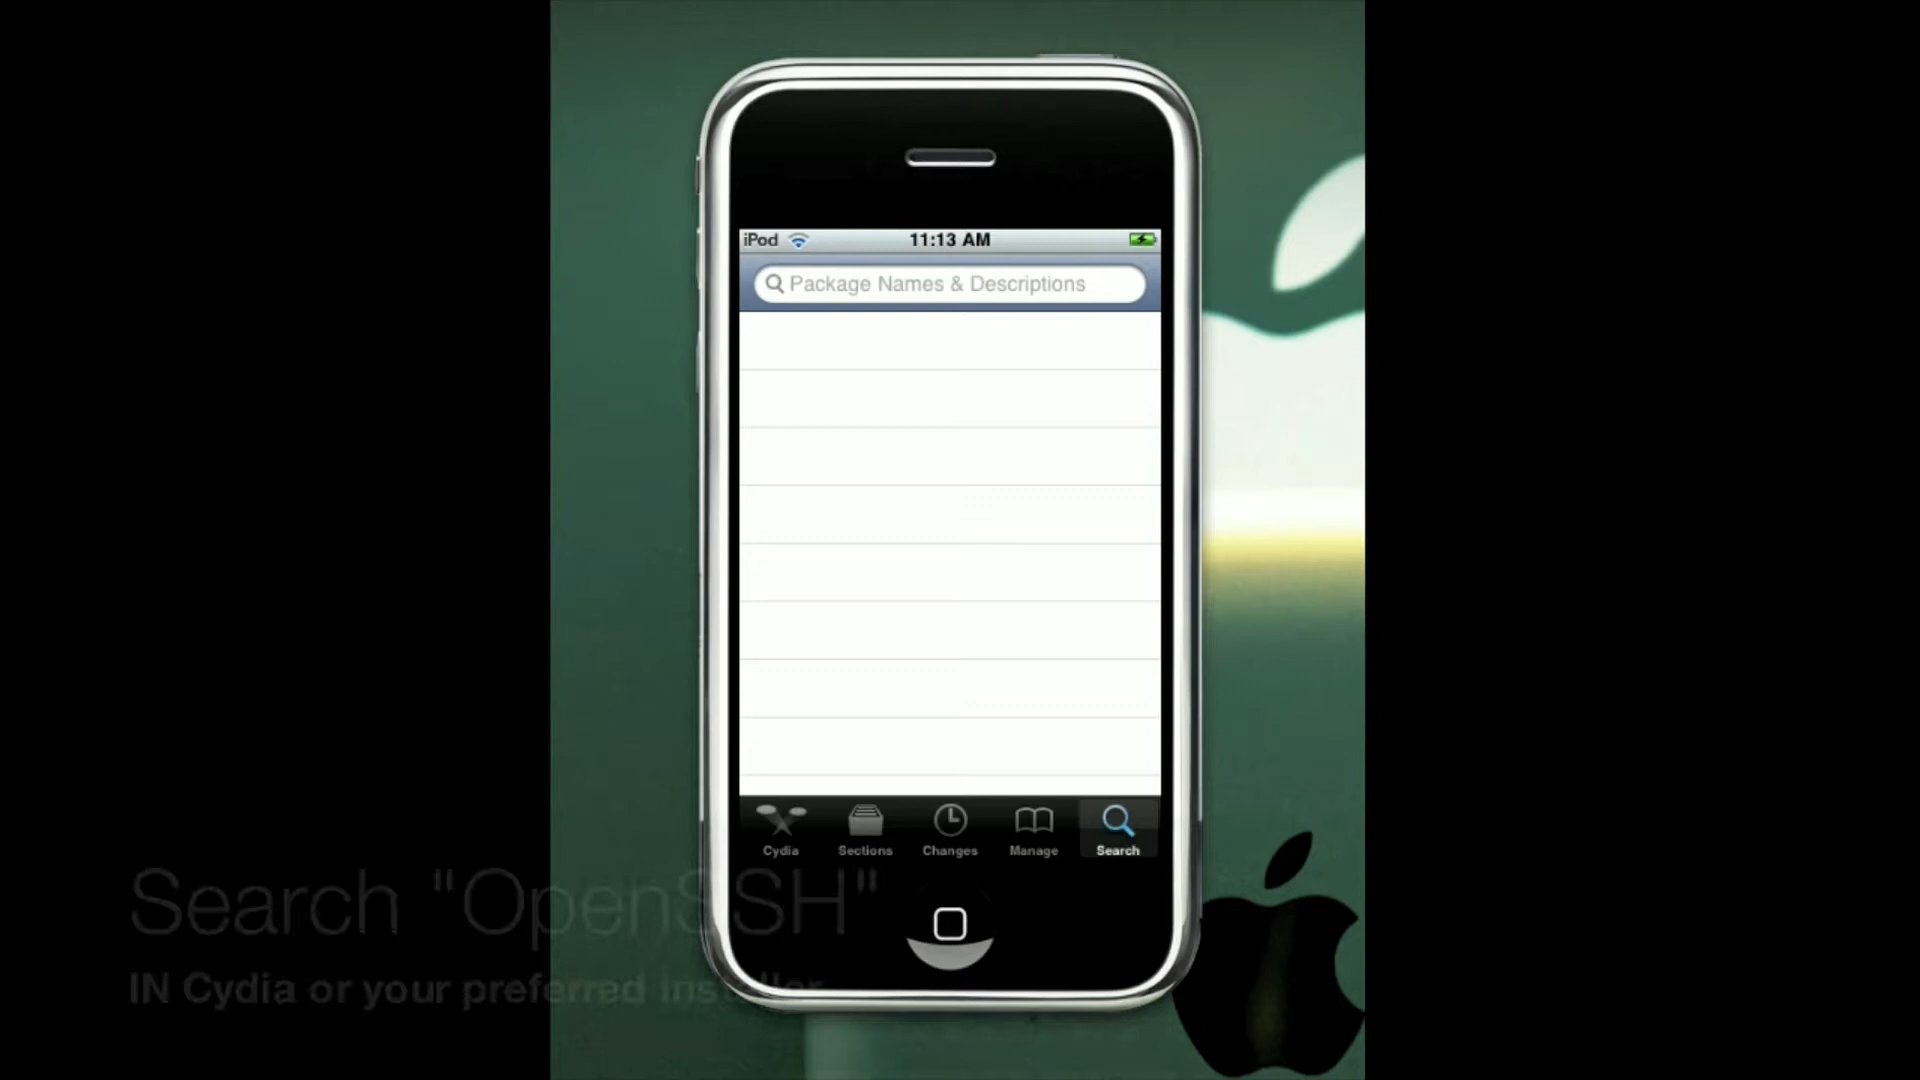 iPod 11:13 AM
Package Names & Descriptions
Cydia Sections Changes Manage Search
Search "OpenSSH"
IN Cydia or your preferred Installer